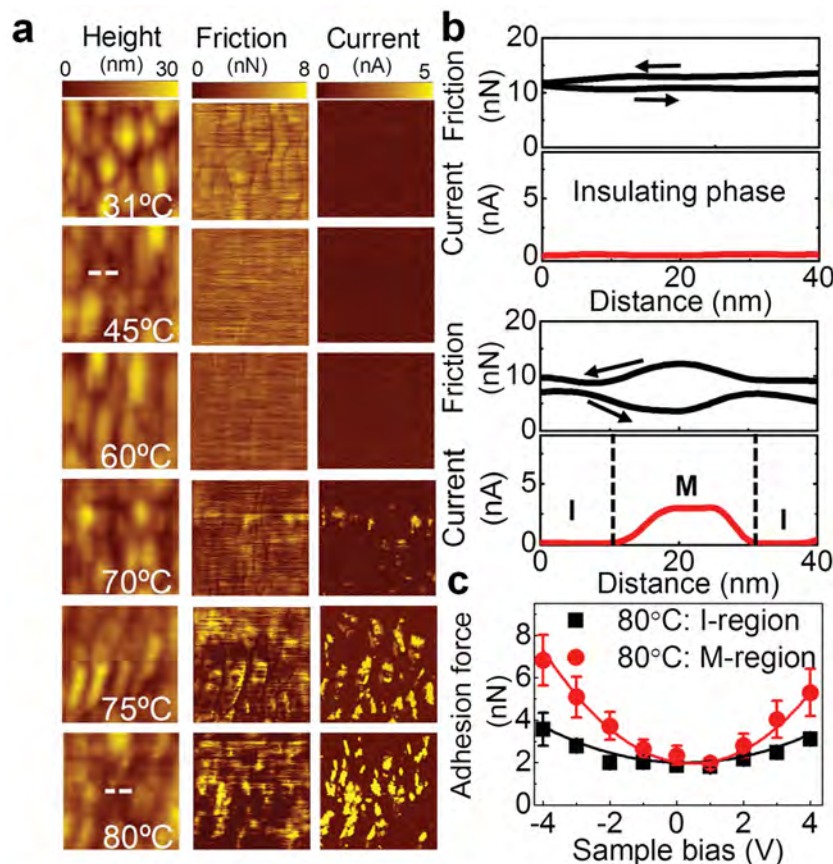 a
Height Friction Current
(nm) (nN) (nA)
0 30 0 8 0 5
31ºC
45ºC
60ºC
70ºC
75ºC
80ºC
b
Friction
(nN)
20
10
0
Current
(nA)
5
0
Insulating phase
0 20 40
Distance (nm)
Friction
(nN)
20
10
0
Current
(nA)
5
0
I M I
0 20 40
Distance (nm)
c
Adhesion force
(nN)
8
6
4
2
0
80°C: I-region
80°C: M-region
-4 -2 0 2 4
Sample bias (V)